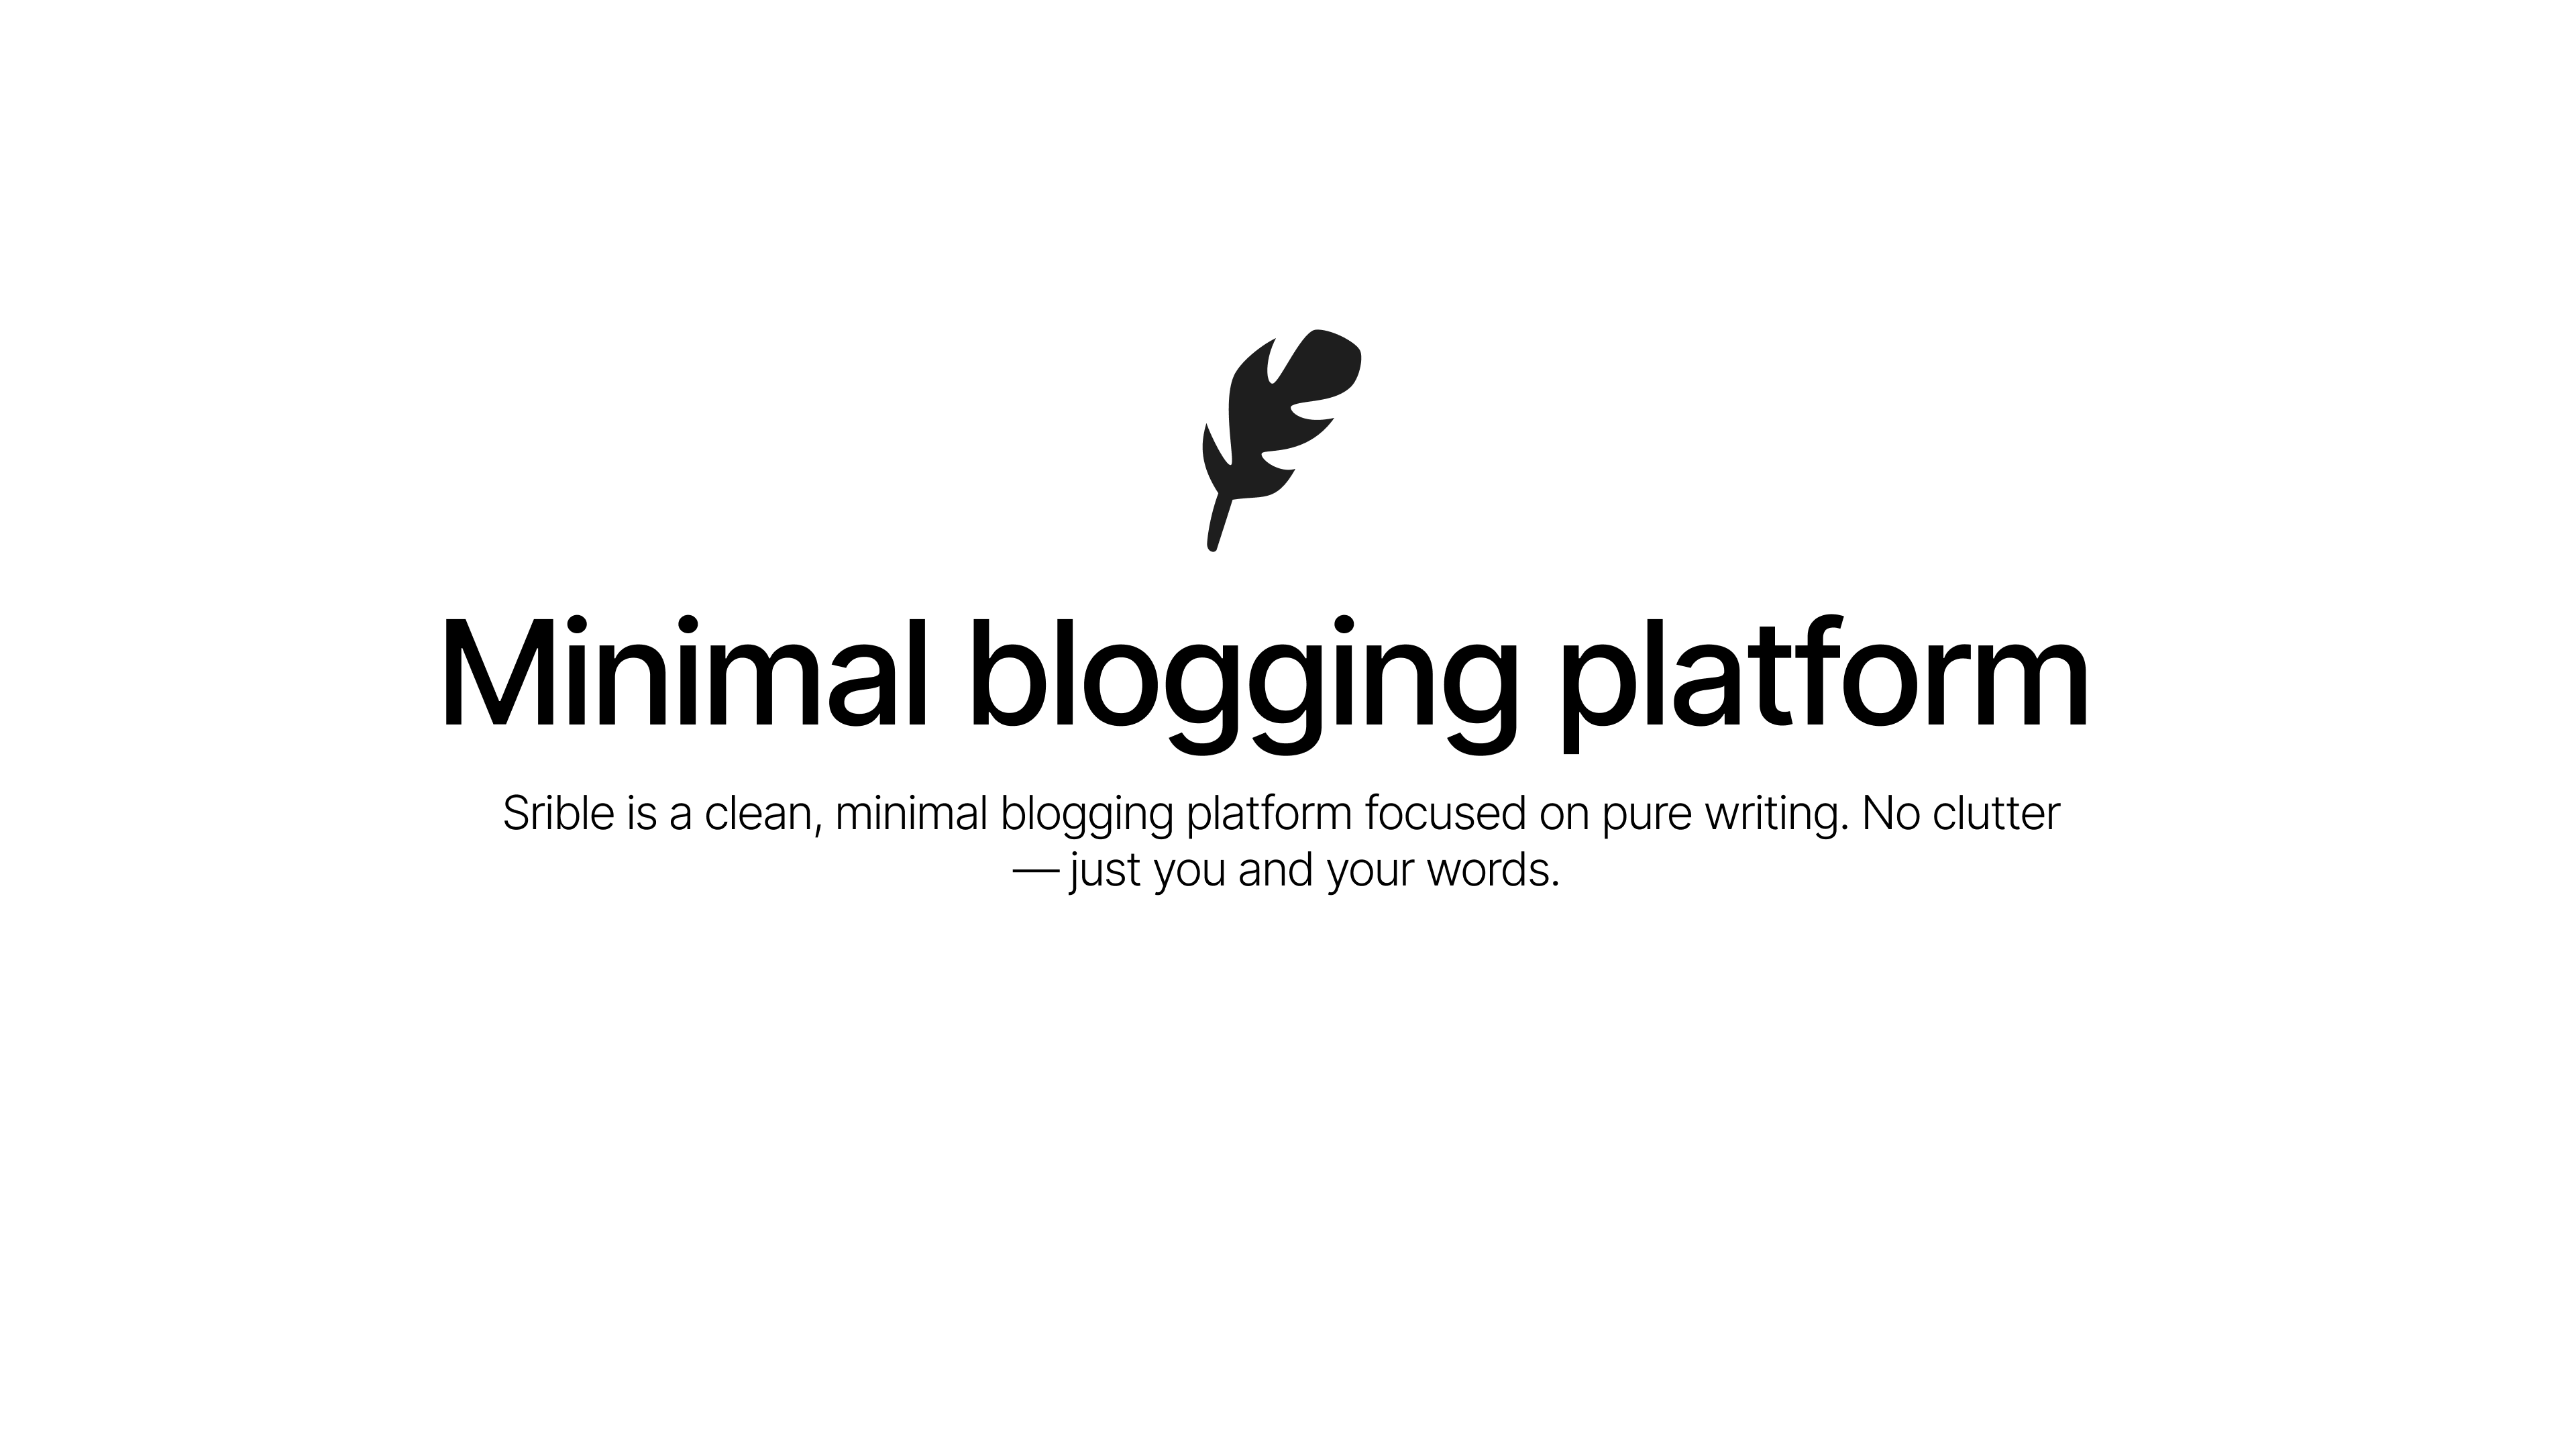 Minimal blogging platform
Srible is a clean, minimal blogging platform focused on pure writing. No clutter
— just you and your words.